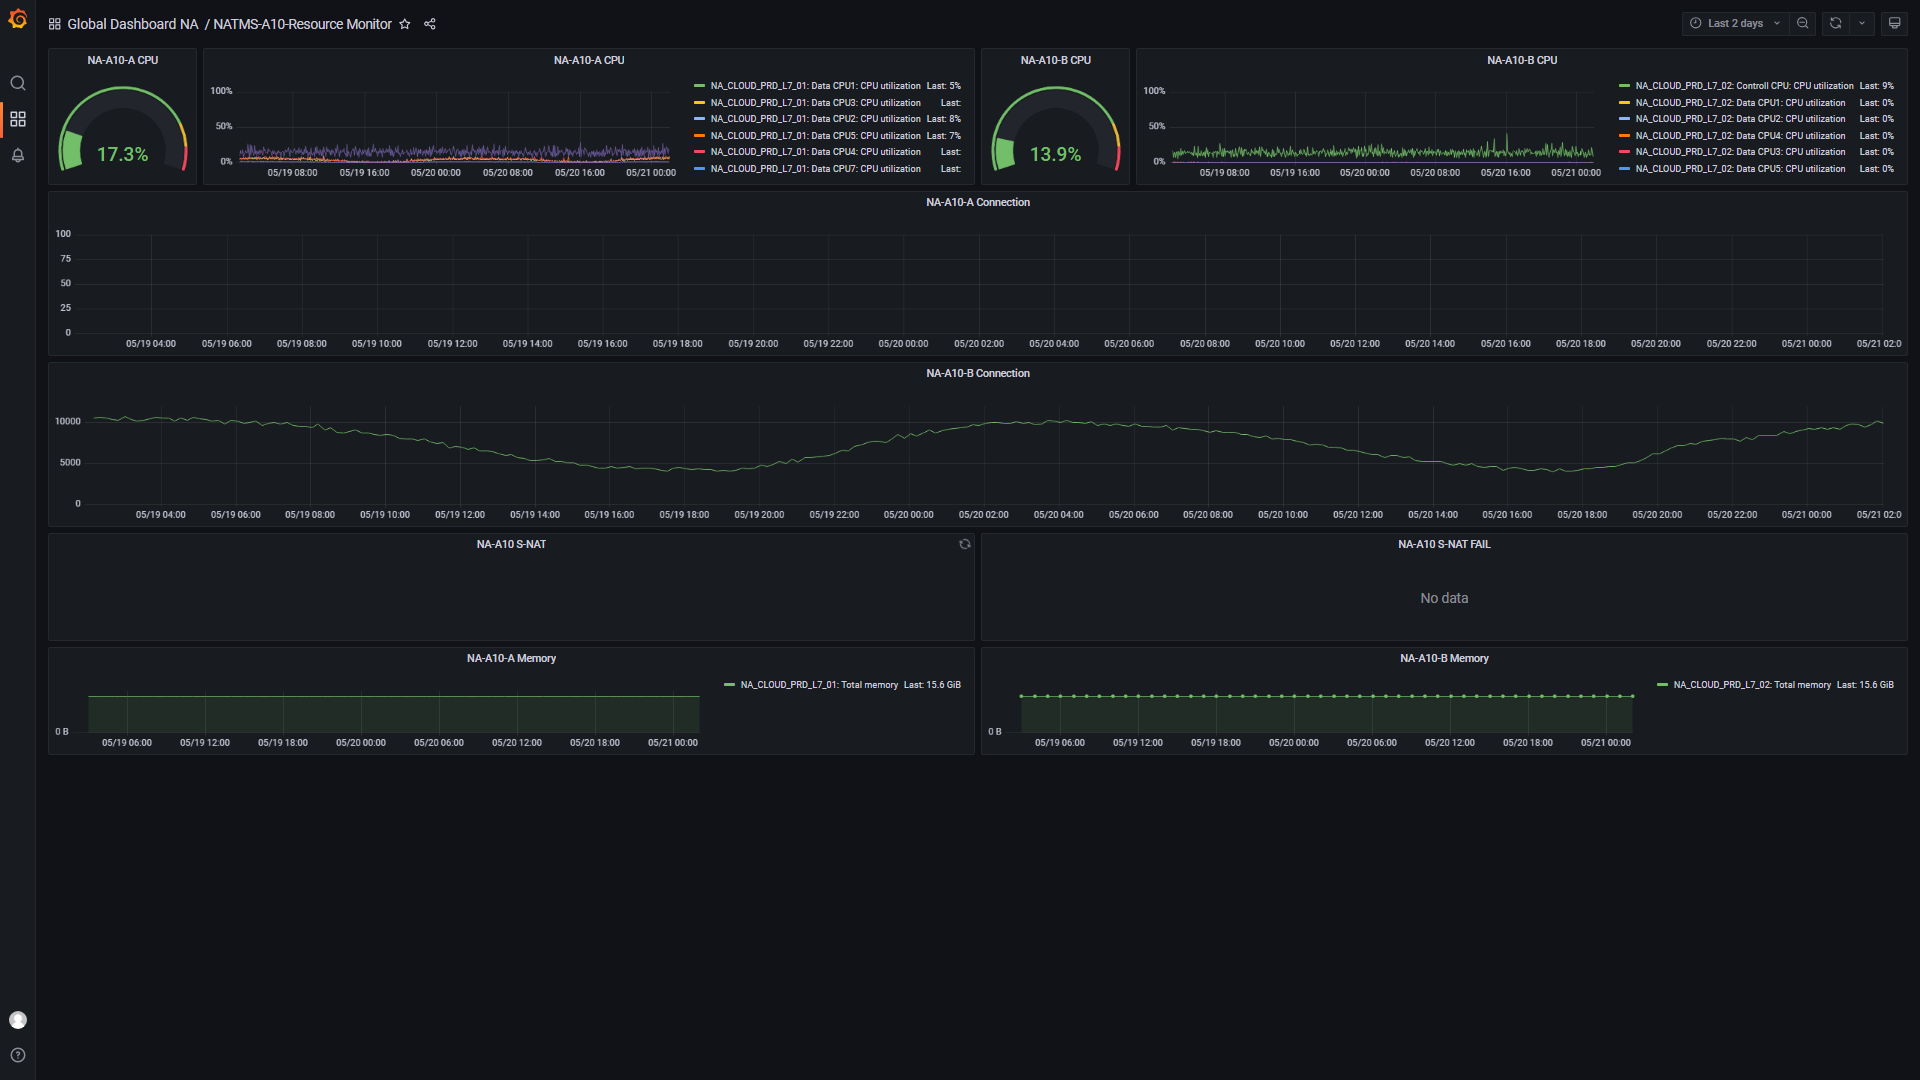 Global Dashboard NA / NATMS-A10-Resource Monitor
Last 2 days
NA-A10-A CPU
17.3%
NA-A10-A CPU
100%
50%
0%
05/19 08:00 05/19 16:00 05/20 00:00 05/20 08:00 05/20 16:00 05/21 00:00
NA_CLOUD_PRD_L7_01: Data CPU1: CPU utilization Last: 5%
NA_CLOUD_PRD_L7_01: Data CPU3: CPU utilization Last:
NA_CLOUD_PRD_L7_01: Data CPU2: CPU utilization Last: 8%
NA_CLOUD_PRD_L7_01: Data CPU5: CPU utilization Last: 7%
NA_CLOUD_PRD_L7_01: Data CPU4: CPU utilization Last:
NA_CLOUD_PRD_L7_01: Data CPU7: CPU utilization Last:
NA-A10-B CPU
13.9%
NA-A10-B CPU
100%
50%
0%
05/19 08:00 05/19 16:00 05/20 00:00 05/20 08:00 05/20 16:00 05/21 00:00
NA_CLOUD_PRD_L7_02: Controll CPU: CPU utilization Last: 9%
NA_CLOUD_PRD_L7_02: Data CPU1: CPU utilization Last: 0%
NA_CLOUD_PRD_L7_02: Data CPU2: CPU utilization Last: 0%
NA_CLOUD_PRD_L7_02: Data CPU4: CPU utilization Last: 0%
NA_CLOUD_PRD_L7_02: Data CPU3: CPU utilization Last: 0%
NA_CLOUD_PRD_L7_02: Data CPU5: CPU utilization Last: 0%
NA-A10-A Connection
100
75
50
25
0
05/19 04:00 05/19 06:00 05/19 08:00 05/19 10:00 05/19 12:00 05/19 14:00 05/19 16:00 05/19 18:00 05/19 20:00 05/19 22:00 05/20 00:00 05/20 02:00 05/20 04:00 05/20 06:00 05/20 08:00 05/20 10:00 05/20 12:00 05/20 14:00 05/20 16:00 05/20 18:00 05/20 20:00 05/20 22:00 05/21 00:00 05/21 02:0
NA-A10-B Connection
10000
5000
0
05/19 04:00 05/19 06:00 05/19 08:00 05/19 10:00 05/19 12:00 05/19 14:00 05/19 16:00 05/19 18:00 05/19 20:00 05/19 22:00 05/20 00:00 05/20 02:00 05/20 04:00 05/20 06:00 05/20 08:00 05/20 10:00 05/20 12:00 05/20 14:00 05/20 16:00 05/20 18:00 05/20 20:00 05/20 22:00 05/21 00:00 05/21 02:0
NA-A10 S-NAT
NA-A10 S-NAT FAIL
No data
NA-A10-A Memory
0 B
05/19 06:00 05/19 12:00 05/19 18:00 05/20 00:00 05/20 06:00 05/20 12:00 05/20 18:00 05/21 00:00
NA_CLOUD_PRD_L7_01: Total memory Last: 15.6 GiB
NA-A10-B Memory
0 B
05/19 06:00 05/19 12:00 05/19 18:00 05/20 00:00 05/20 06:00 05/20 12:00 05/20 18:00 05/21 00:00
NA_CLOUD_PRD_L7_02: Total memory Last: 15.6 GiB